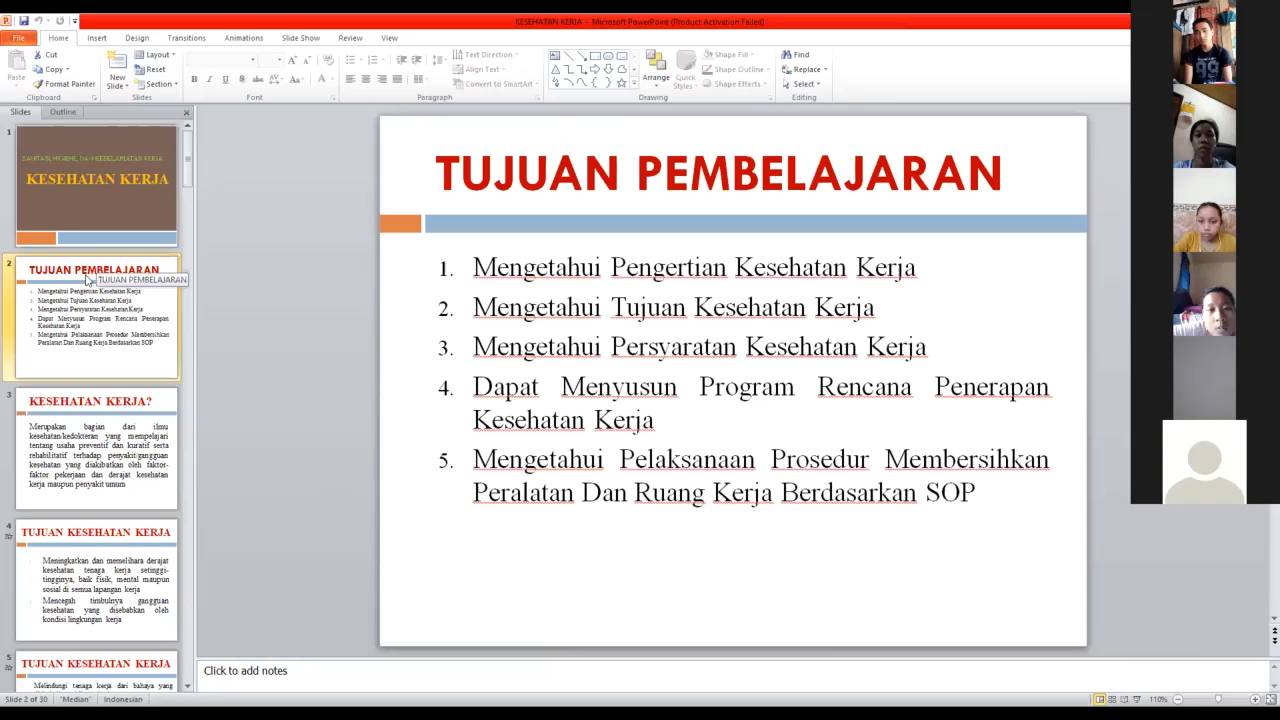 KESEHATAN KERJA - Microsoft PowerPoint (Product Activation Failed)
File Home Insert Design Transitions Animations Slide Show Review View
Cut
Copy
Format Painter
Paste
Clipboard
New
Slide
Layout
Reset
Section
Slides
Font
Text Direction
Align Text
Convert to SmartArt
Paragraph
Arrange
Quick
Styles
Shape Fill
Shape Outline
Shape Effects
Drawing
Find
Replace
Select
Editing
Slides Outline
1
SANITASI, HIGIENE, DAN KESELAMATAN KERJA
KESEHATAN KERJA
2
TUJUAN PEMBELAJARAN
TUJUAN PEMBELAJARAN
1. Mengetahui Pengertian Kesehatan Kerja
2. Mengetahui Tujuan Kesehatan Kerja
3. Mengetahui Persyaratan Kesehatan Kerja
4. Dapat Menyusun Program Rencana Penerapan
Kesehatan Kerja
5. Mengetahui Pelaksanaan Prosedur Membersihkan
Peralatan Dan Ruang Kerja Berdasarkan SOP
3
KESEHATAN KERJA?
Merupakan bagian dari ilmu
kesehatan/kedokteran yang mempelajari
tentang usaha preventif dan kuratif serta
rehabilitatif terhadap penyakit/gangguan
kesehatan yang diakibatkan oleh faktor-
faktor pekerjaan dan derajat kesehatan
kerja maupun penyakit umum
4
TUJUAN KESEHATAN KERJA
Meningkatkan dan memelihara derajat
kesehatan tenaga kerja setinggi-
tingginya, baik fisik, mental maupun
sosial di semua lapangan kerja
Mencegah timbulnya gangguan
kesehatan yang disebabkan oleh
kondisi lingkungan kerja
5
TUJUAN KESEHATAN KERJA
Melindungi tenaga kerja dari bahaya yang
TUJUAN PEMBELAJARAN
1. Mengetahui Pengertian Kesehatan Kerja
2. Mengetahui Tujuan Kesehatan Kerja
3. Mengetahui Persyaratan Kesehatan Kerja
4. Dapat Menyusun Program Rencana Penerapan
Kesehatan Kerja
5. Mengetahui Pelaksanaan Prosedur Membersihkan
Peralatan Dan Ruang Kerja Berdasarkan SOP
Click to add notes
Slide 2 of 30 "Median" Indonesian 110%